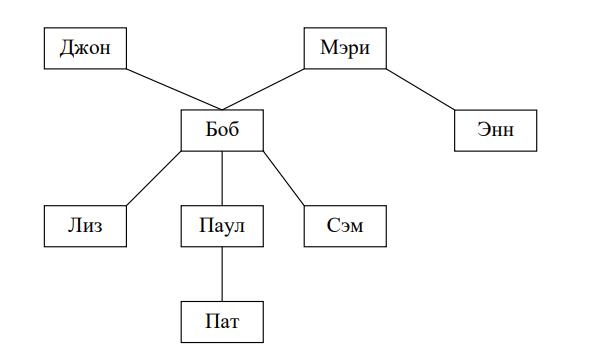 Джон
Мэри
Боб
Энн
Лиз
Паул
Сэм
Пат